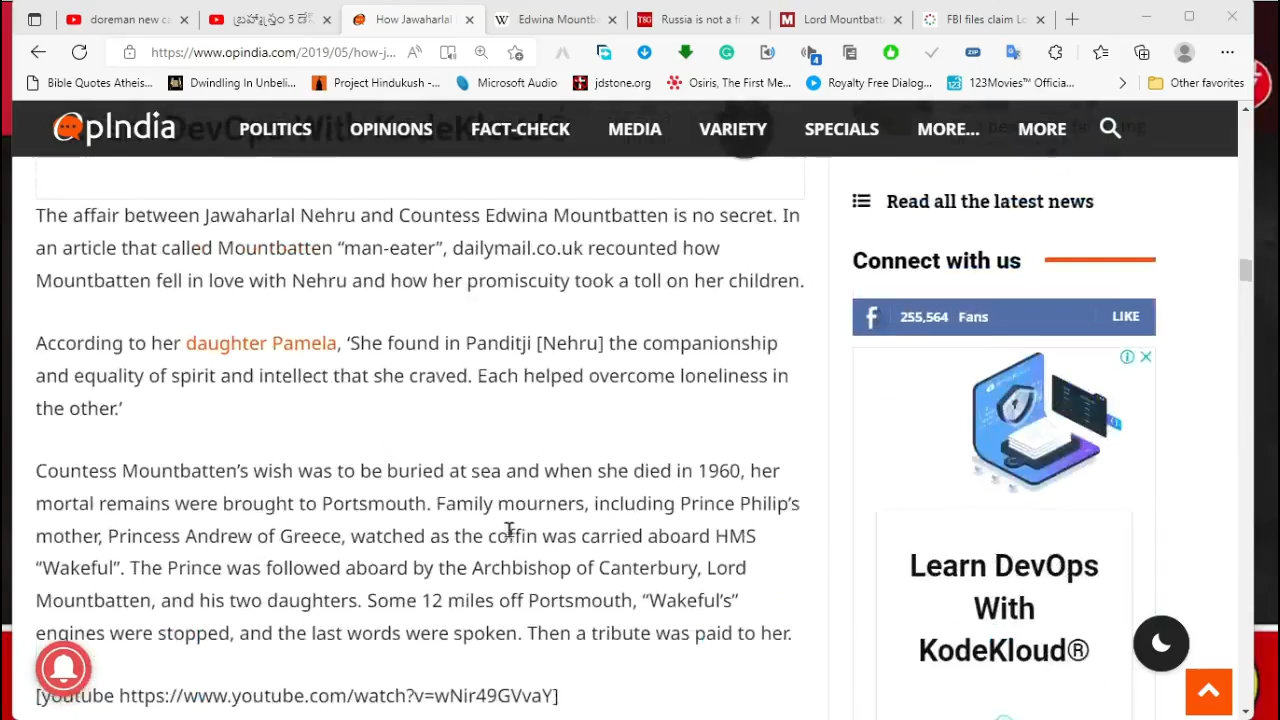 doreman new ca
బ్రహ్మాస్త్రం 5 రో
How Jawaharlal
Edwina Mountb
Russia is not a fr
Lord Mountbatt
FBI files claim Lo
https://www.opindia.com/2019/05/how-j...
Bible Quotes Atheis...
Dwindling In Unbeli...
Project Hindukush -...
Microsoft Audio...
jdstone.org
Osiris, The First Me...
Royalty Free Dialog...
123Movies™ Officia...
Other favorites
OpIndia
POLITICS
OPINIONS
FACT-CHECK
MEDIA
VARIETY
SPECIALS
MORE...
MORE
The affair between Jawaharlal Nehru and Countess Edwina Mountbatten is no secret. In
an article that called Mountbatten “man-eater”, dailymail.co.uk recounted how
Mountbatten fell in love with Nehru and how her promiscuity took a toll on her children.
According to her daughter Pamela, ‘She found in Panditji [Nehru] the companionship
and equality of spirit and intellect that she craved. Each helped overcome loneliness in
the other.’
Countess Mountbatten’s wish was to be buried at sea and when she died in 1960, her
mortal remains were brought to Portsmouth. Family mourners, including Prince Philip’s
mother, Princess Andrew of Greece, watched as the coffin was carried aboard HMS
“Wakeful”. The Prince was followed aboard by the Archbishop of Canterbury, Lord
Mountbatten, and his two daughters. Some 12 miles off Portsmouth, “Wakeful’s”
engines were stopped, and the last words were spoken. Then a tribute was paid to her.
[youtube https://www.youtube.com/watch?v=wNir49GVvaY]
Read all the latest news
Connect with us
255,564 Fans
LIKE
Learn DevOps
With
KodeKloud®